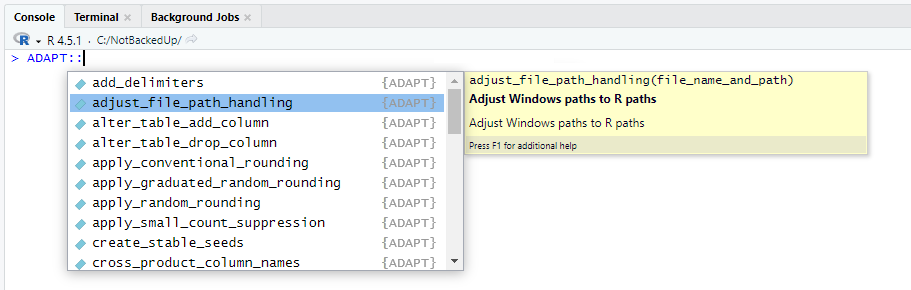 Console Terminal × Background Jobs ×
R R 4.5.1 · C:/NotBackedUp/
> ADAPT::
add_delimiters {ADAPT}
adjust_file_path_handling {ADAPT}
alter_table_add_column {ADAPT}
alter_table_drop_column {ADAPT}
apply_conventional_rounding {ADAPT}
apply_graduated_random_rounding {ADAPT}
apply_random_rounding {ADAPT}
apply_small_count_suppression {ADAPT}
create_stable_seeds {ADAPT}
cross_product_column_names {ADAPT}
adjust_file_path_handling(file_name_and_path)
Adjust Windows paths to R paths
Adjust Windows paths to R paths
Press F1 for additional help